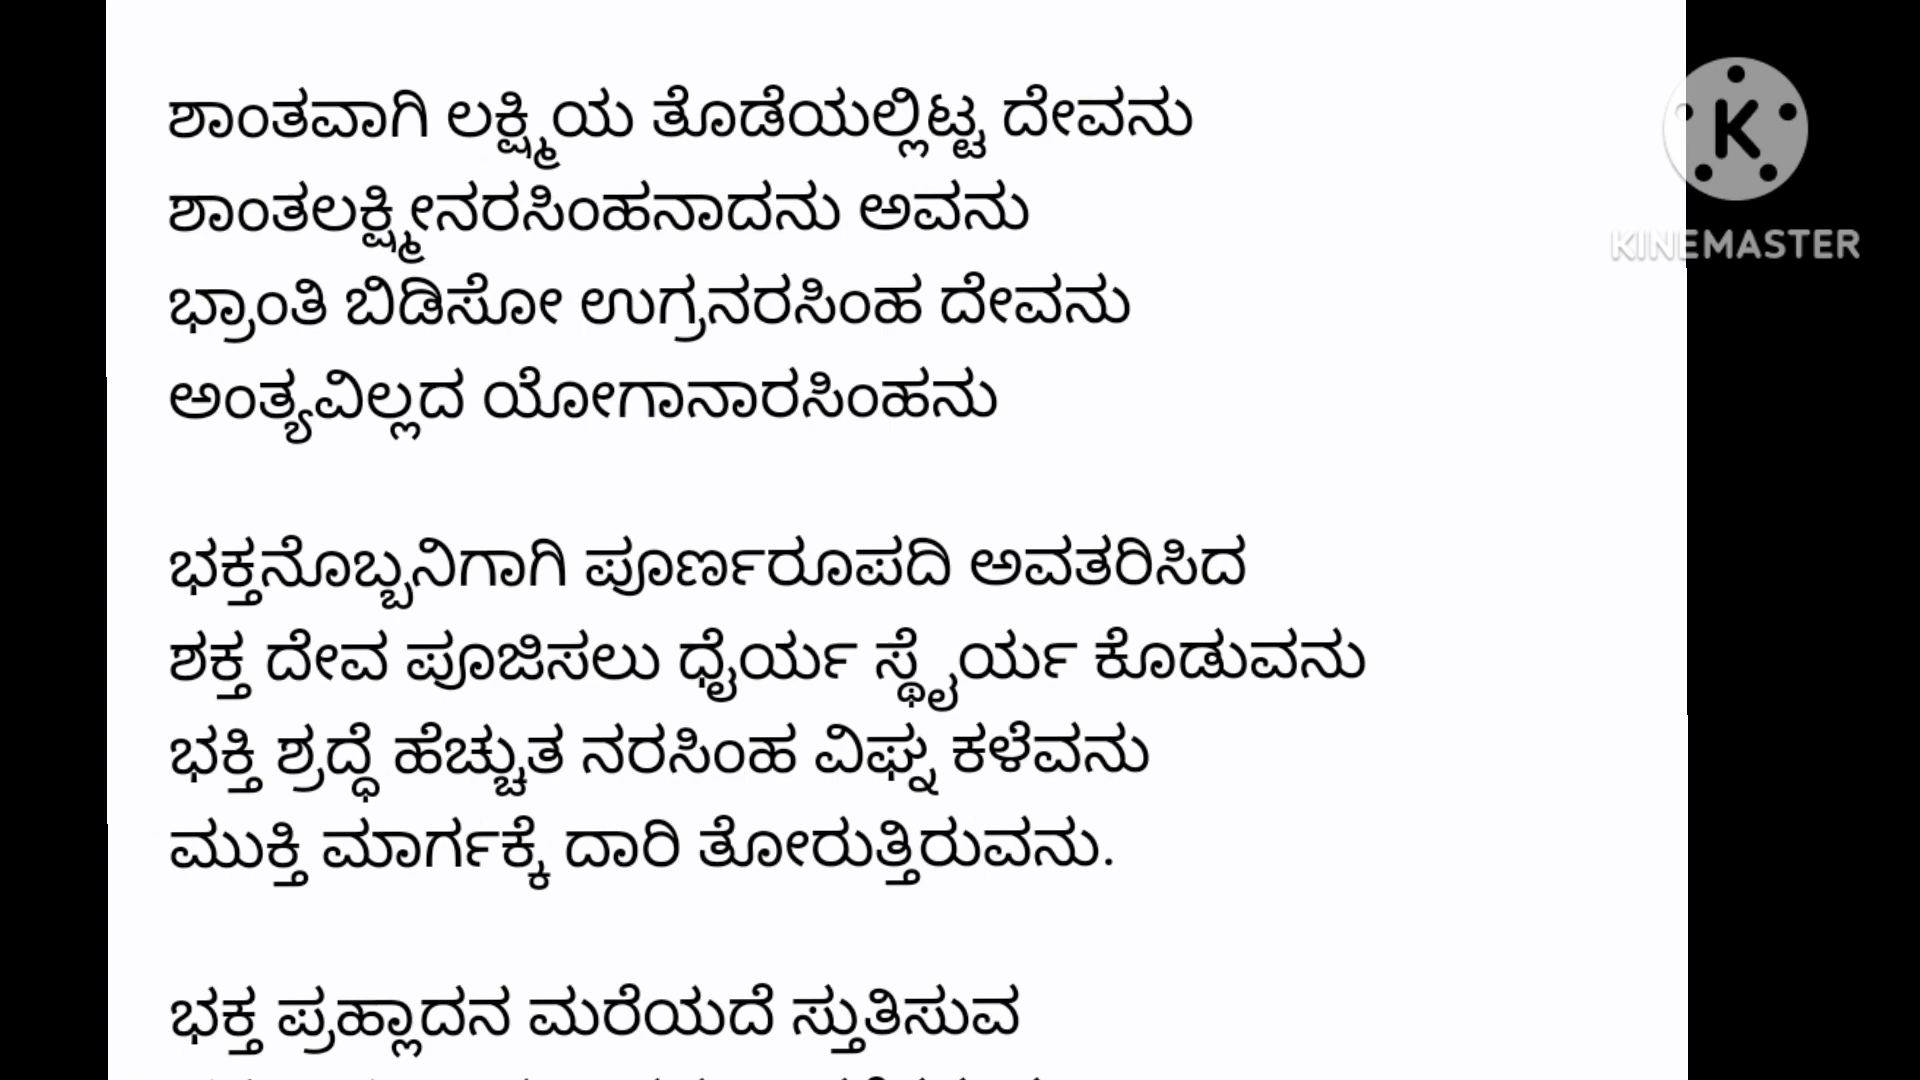 ಶಾಂತವಾಗಿ ಲಕ್ಷ್ಮಿಯ ತೊಡೆಯಲ್ಲಿಟ್ಟ ದೇವನು
ಶಾಂತಲಕ್ಷ್ಮೀನರಸಿಂಹನಾದನು ಅವನು
ಭ್ರಾಂತಿ ಬಿಡಿಸೋ ಉಗ್ರನರಸಿಂಹ ದೇವನು
ಅಂತ್ಯವಿಲ್ಲದ ಯೋಗಾನಾರಸಿಂಹನು
ಭಕ್ತನೊಬ್ಬನಿಗಾಗಿ ಪೂರ್ಣರೂಪದಿ ಅವತರಿಸಿದ
ಶಕ್ತ ದೇವ ಪೂಜಿಸಲು ಧೈರ್ಯ ಸ್ಥೈರ್ಯ ಕೊಡುವನು
ಭಕ್ತಿ ಶ್ರದ್ಧೆ ಹೆಚ್ಚುತ ನರಸಿಂಹ ವಿಘ್ನ ಕಳೆವನು
ಮುಕ್ತಿ ಮಾರ್ಗಕ್ಕೆ ದಾರಿ ತೋರುತ್ತಿರುವನು.
ಭಕ್ತ ಪ್ರಹ್ಲಾದನ ಮರೆಯದೆ ಸ್ತುತಿಸುವ
K
KINEMASTER